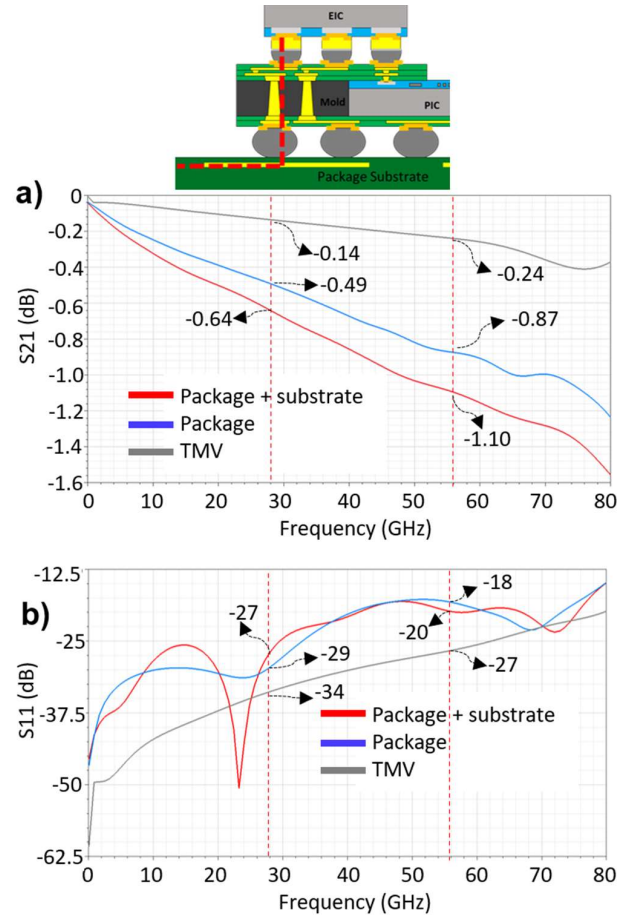 EIC
Mold
PIC
Package Substrate
a)
0
-0.2
-0.4
-0.6
-0.8
-1.0
-1.2
-1.4
-1.6
S21 (dB)
-0.14
-0.24
-0.49
-0.64
-0.87
-1.10
Package + substrate
Package
TMV
0 10 20 30 40 50 60 70 80
Frequency (GHz)
b)
-12.5
-25
-37.5
-50
-62.5
S11 (dB)
-27
-18
-20
-29
-27
-34
Package + substrate
Package
TMV
0 10 20 30 40 50 60 70 80
Frequency (GHz)